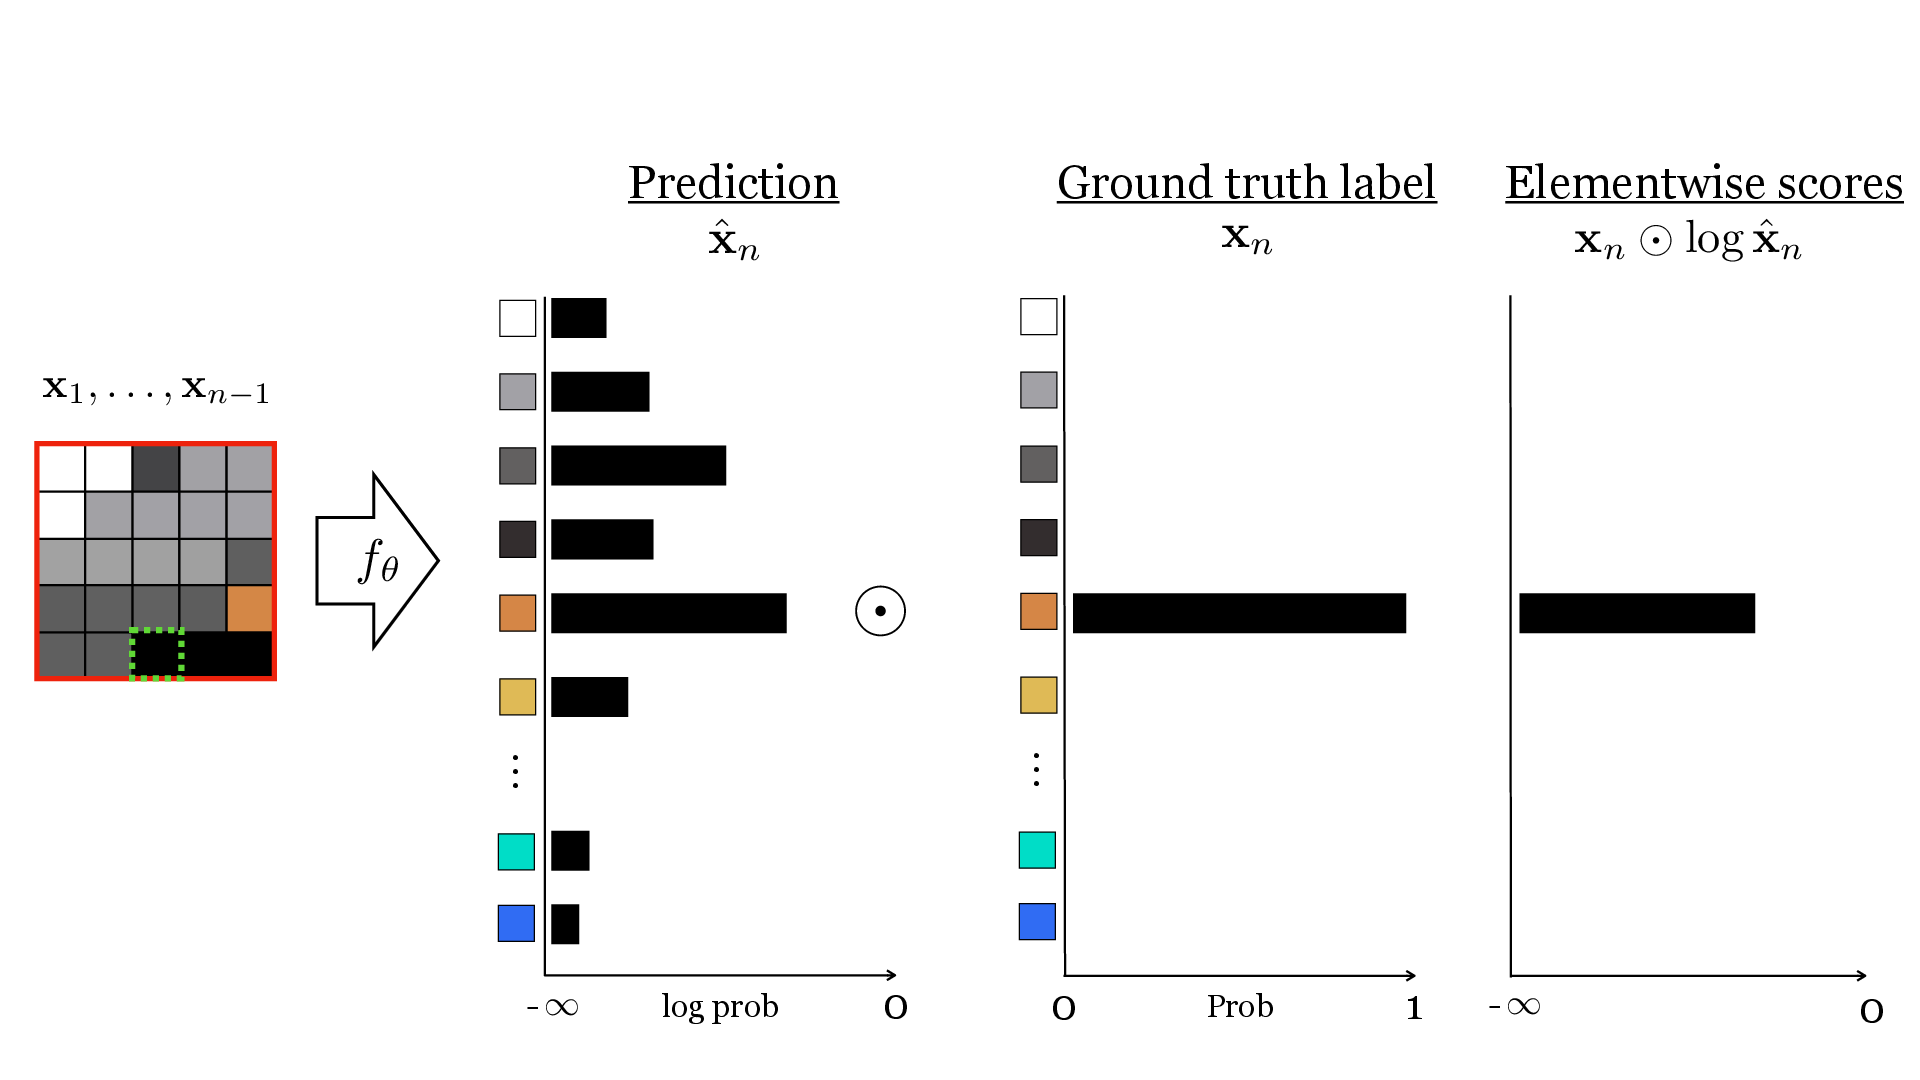 Prediction
x̂ₙ
Ground truth label
xₙ
Elementwise scores
xₙ ⊙ log x̂ₙ
x₁, . . . , xₙ₋₁
f_θ
⊙
-∞ log prob 0
0 Prob 1
-∞ 0